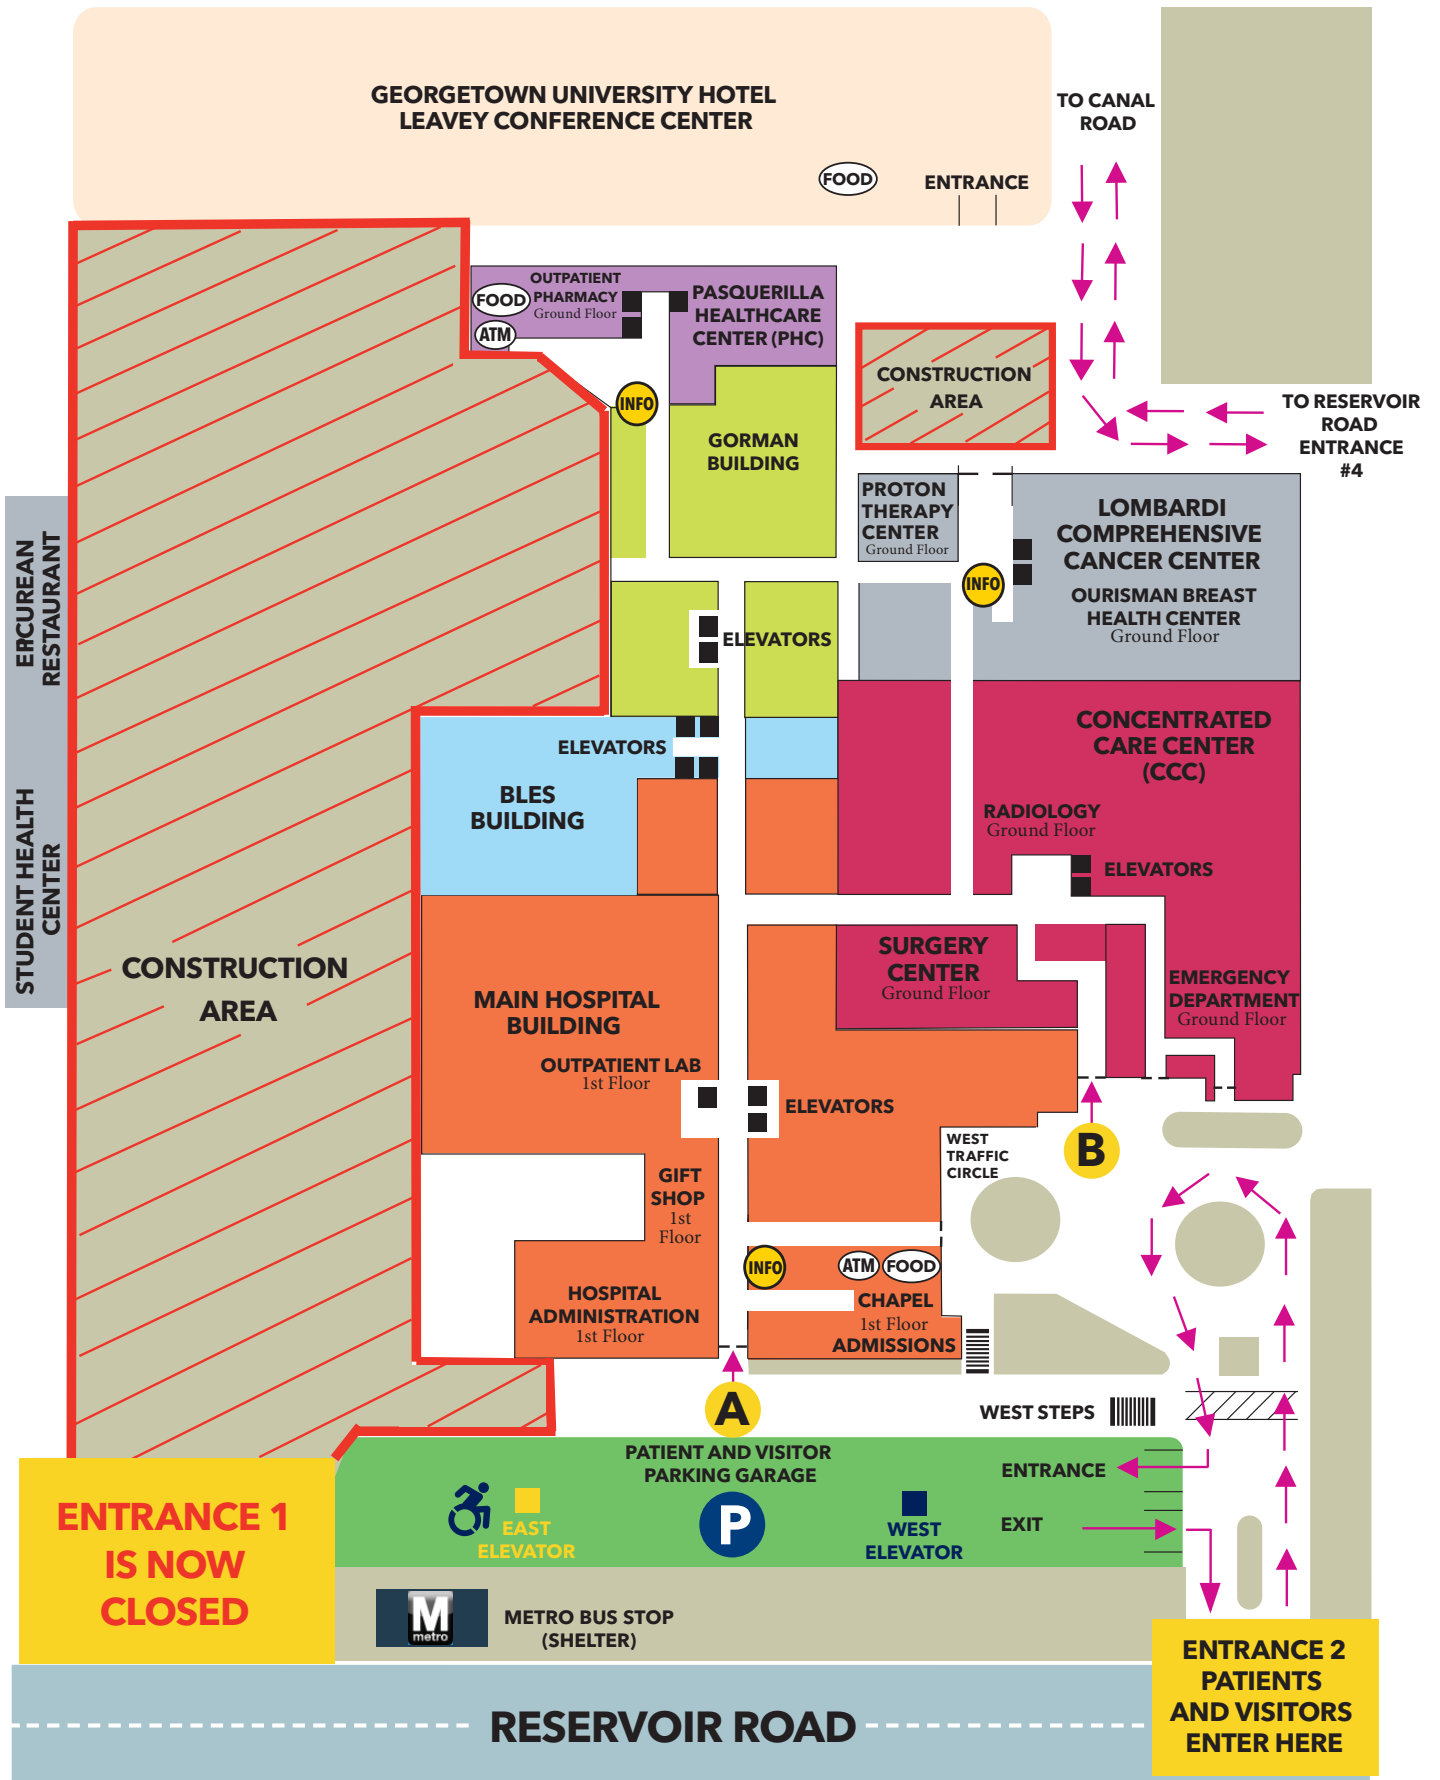 GEORGETOWN UNIVERSITY HOTEL
LEAVEY CONFERENCE CENTER
FOOD
ENTRANCE
TO CANAL
ROAD
OUTPATIENT
PHARMACY
Ground Floor
FOOD
ATM
PASQUERILLA
HEALTHCARE
CENTER (PHC)
INFO
CONSTRUCTION
AREA
TO RESERVOIR
ROAD
ENTRANCE
#4
GORMAN
BUILDING
PROTON
THERAPY
CENTER
Ground Floor
LOMBARDI
COMPREHENSIVE
CANCER CENTER
INFO
OURISMAN BREAST
HEALTH CENTER
Ground Floor
EPICUREAN
RESTAURANT
ELEVATORS
ELEVATORS
BLES
BUILDING
CONCENTRATED
CARE CENTER
(CCC)
RADIOLOGY
Ground Floor
ELEVATORS
STUDENT HEALTH
CENTER
CONSTRUCTION
AREA
MAIN HOSPITAL
BUILDING
OUTPATIENT LAB
1st Floor
SURGERY
CENTER
Ground Floor
EMERGENCY
DEPARTMENT
Ground Floor
ELEVATORS
B
WEST
TRAFFIC
CIRCLE
GIFT
SHOP
1st
Floor
INFO
ATM
FOOD
HOSPITAL
ADMINISTRATION
1st Floor
CHAPEL
1st Floor
ADMISSIONS
A
WEST STEPS
PATIENT AND VISITOR
PARKING GARAGE
ENTRANCE
P
EXIT
EAST
ELEVATOR
WEST
ELEVATOR
ENTRANCE 1
IS NOW
CLOSED
M
metro
METRO BUS STOP
(SHELTER)
ENTRANCE 2
PATIENTS
AND VISITORS
ENTER HERE
RESERVOIR ROAD